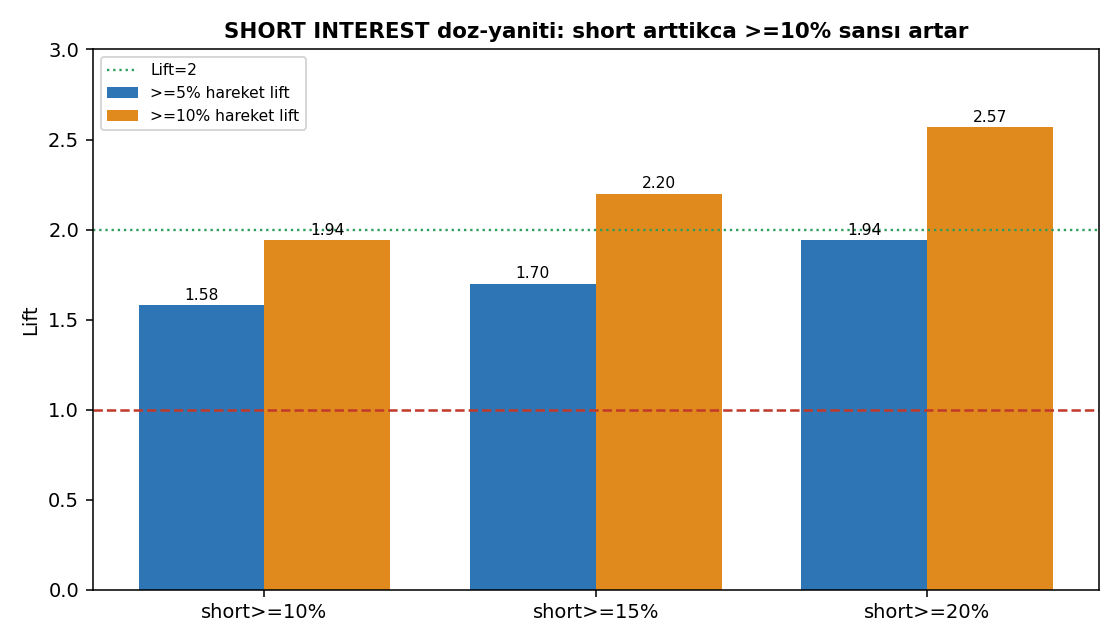 SHORT INTEREST doz-yaniti: short arttikca >=10% sansı artar
Lift=2
>=5% hareket lift
>=10% hareket lift
Lift
3.0
2.5
2.0
1.5
1.0
0.5
0.0
1.58
1.94
1.70
2.20
1.94
2.57
short>=10%
short>=15%
short>=20%